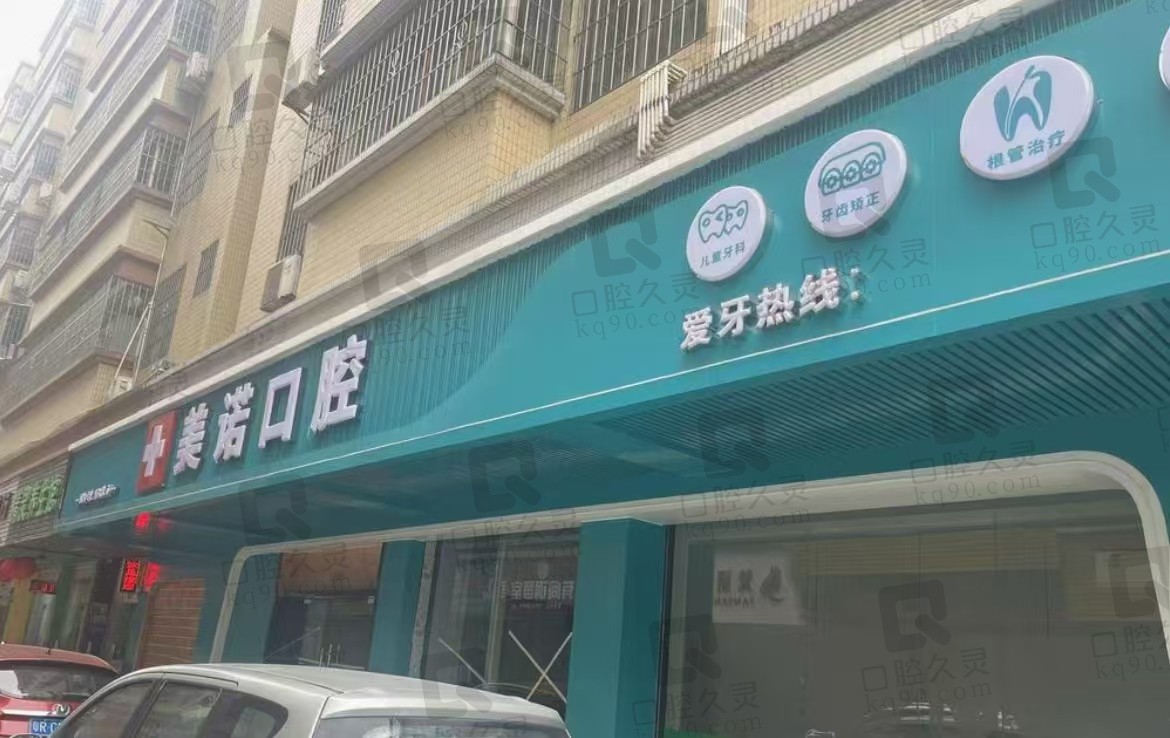 根管治疗
牙齿矫正
儿童牙科
爱牙热线：
美诺口腔
口腔久灵
kq90.com